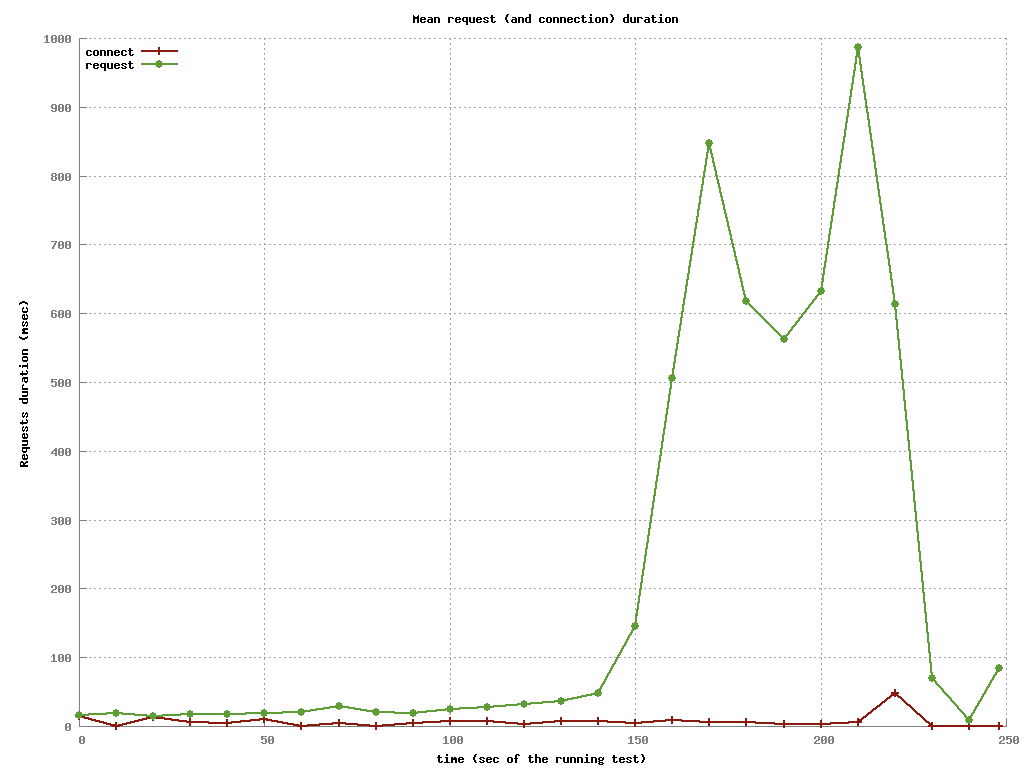 Mean request (and connection) duration
connect
request
1000
900
800
700
600
500
400
300
200
100
0
Requests duration (msec)
0 50 100 150 200 250
time (sec of the running test)